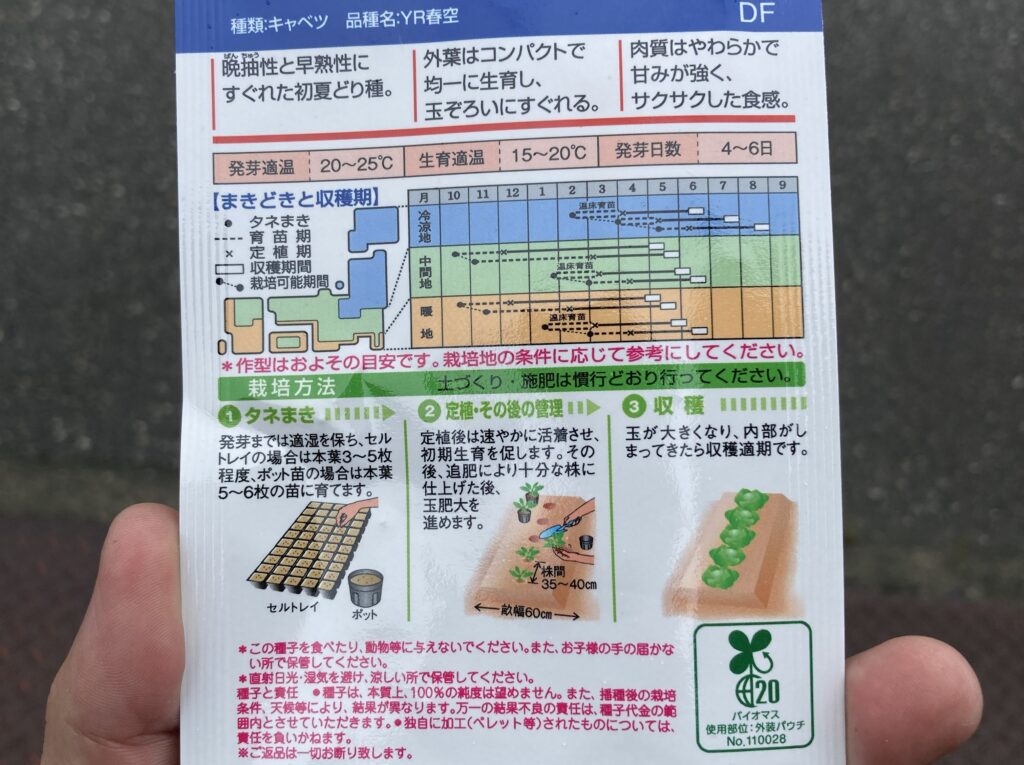 種類:キャベツ 品種名:YR春空
DF
ばん ちゅう
晩抽性と早熟性に
すぐれた初夏どり種。
外葉はコンパクトで
均一に生育し、
玉ぞろいにすぐれる。
肉質はやわらかで
甘みが強く、
サクサクした食感。
発芽適温 20〜25℃ 生育適温 15〜20℃ 発芽日数 4〜6日
【まきどきと収穫期】
タネまき
育苗期
定植期
収穫期間
栽培可能期間
月 10 11 12 1 2 3 4 5 6 7 8 9
冷涼地
温床育苗
中間地
温床育苗
暖地
温床育苗
*作型はおよその目安です。栽培地の条件に応じて参考にしてください。
栽培方法 土づくり・施肥は慣行どおり行ってください。
1 タネまき
発芽までは適湿を保ち、セル
トレイの場合は本葉3〜5枚
程度、ポット苗の場合は本葉
5〜6枚の苗に育てます。
セルトレイ
ポット
2 定植・その後の管理
定植後は速やかに活着させ、
初期生育を促します。その
後、追肥により十分な株に
仕上げた後、
玉肥大を
進めます。
株間
35〜40cm
畝幅60cm
3 収穫
玉が大きくなり、内部がし
まってきたら収穫適期です。
*この種子を食べたり、動物等に与えないでください。また、お子様の手の届かな
い所で保管してください。
*直射日光・湿気を避け、涼しい所で保管してください。
種子と責任 ●種子は、本質上、100%の純度は望めません。また、播種後の栽培
条件、天候等により、結果が異なります。万一の結果不良の責任は、種子代金の範
囲内とさせていただきます。●独自に加工(ペレット等)されたものについては、
責任を負いかねます。
※ご返品は一切お断り致します。
20
バイオマス
使用部位:外装パウチ
No.110028